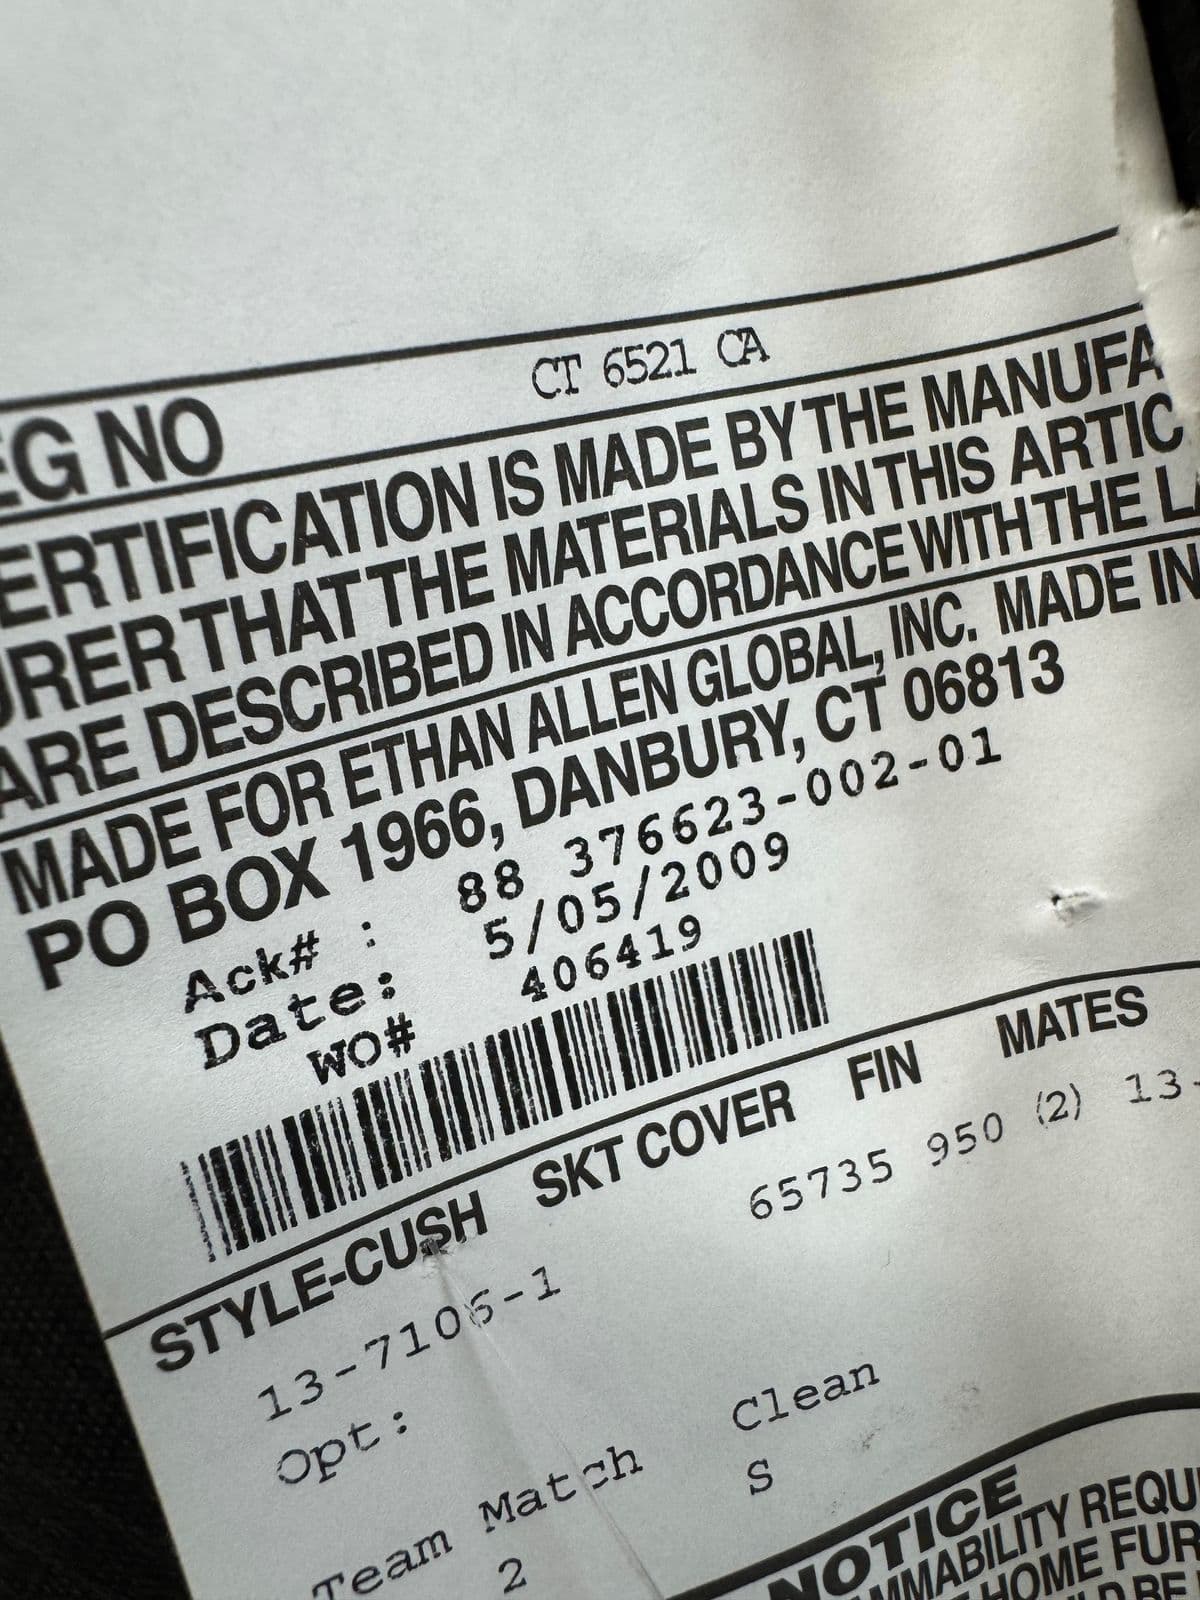 EG NO CT 6521 CA
ERTIFICATION IS MADE BY THE MANUFA
URER THAT THE MATERIALS IN THIS ARTIC
ARE DESCRIBED IN ACCORDANCE WITH THE LA
MADE FOR ETHAN ALLEN GLOBAL, INC. MADE IN
PO BOX 1966, DANBURY, CT 06813
Ack# : 88 376623-002-01
Date: 5/05/2009
WO# 406419
STYLE-CUSH SKT COVER FIN MATES
13-7106-1 65735 950 (2) 13-
Opt:
Team Match Clean
2 S
NOTICE
MMABILITY REQUI
HOME FUR